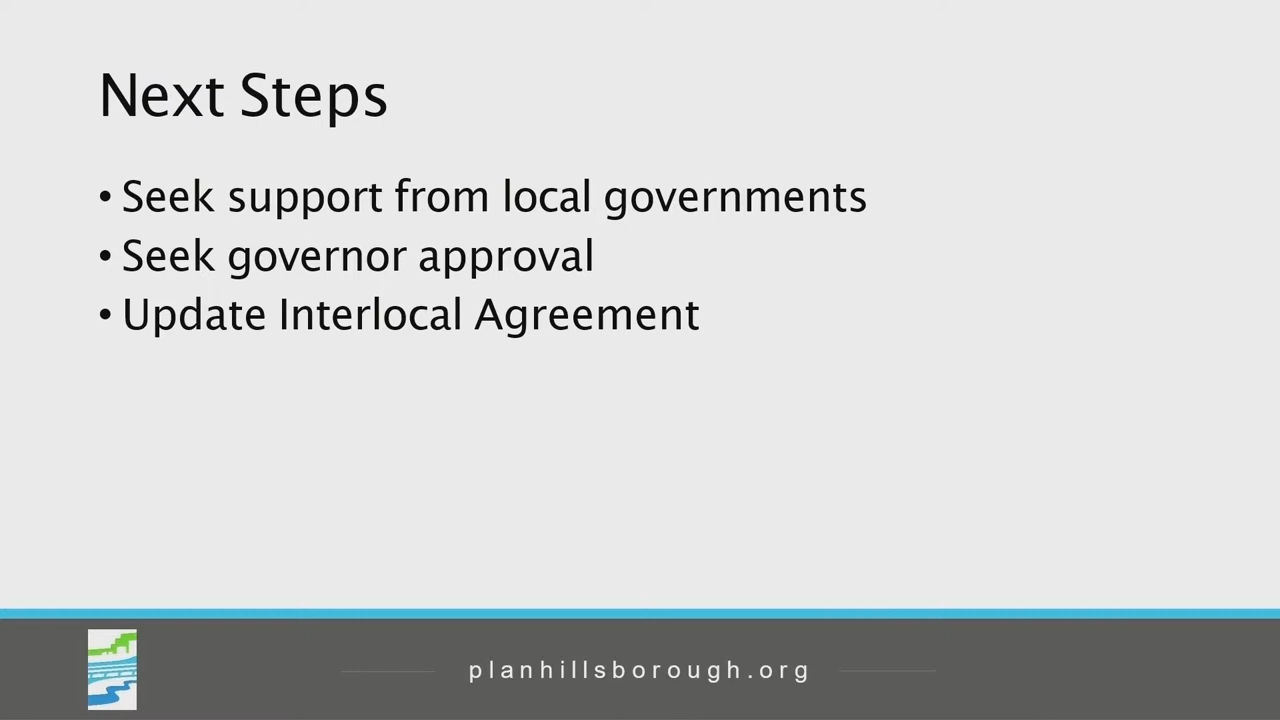 Next Steps
• Seek support from local governments
• Seek governor approval
• Update Interlocal Agreement
planhillsborough.org